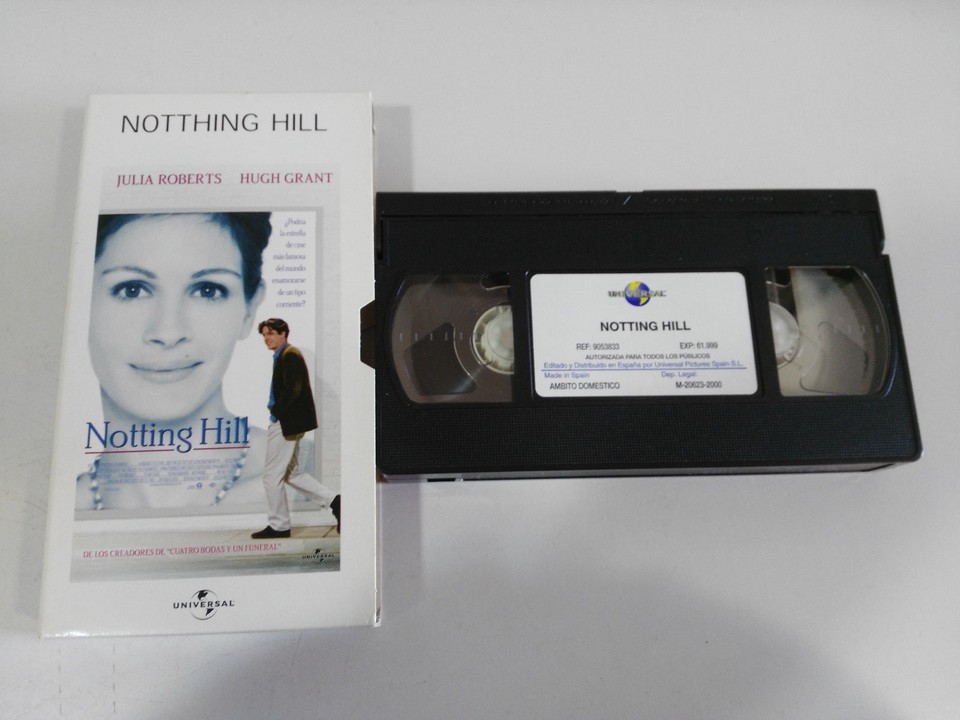 NOTTHING HILL
JULIA ROBERTS HUGH GRANT
¿Podría
la estrella
de cine
más famosa
del mundo
enamorarse
de un tipo
corriente?
Notting Hill
DE LOS CREADORES DE "CUATRO BODAS Y UN FUNERAL"
UNIVERSAL
UNIVERSAL
UNIVERSAL
NOTTING HILL
REF: 9053833 EXP: 61.999
AUTORIZADA PARA TODOS LOS PÚBLICOS
Editado y Distribuido en España por Universal Pictures Spain S.L.
Made in Spain Dep. Legal:
AMBITO DOMESTICO M-20623-2000